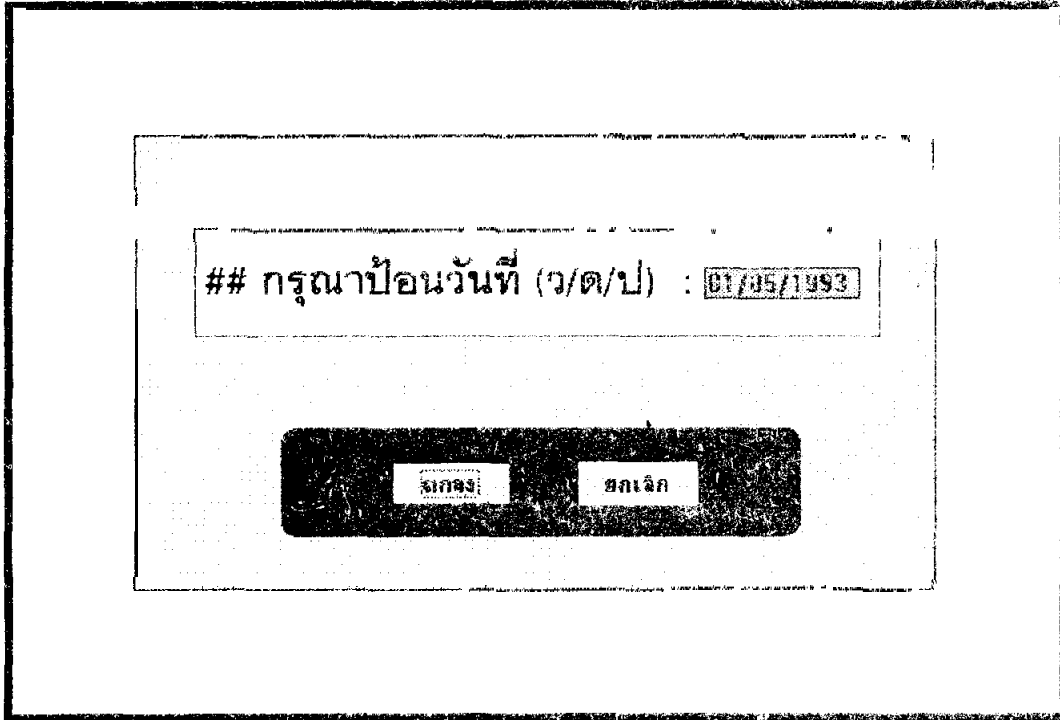 ## กรุณาป้อนวันที่ (ว/ด/ป) : 01/05/1993
ตกลง ยกเลิก